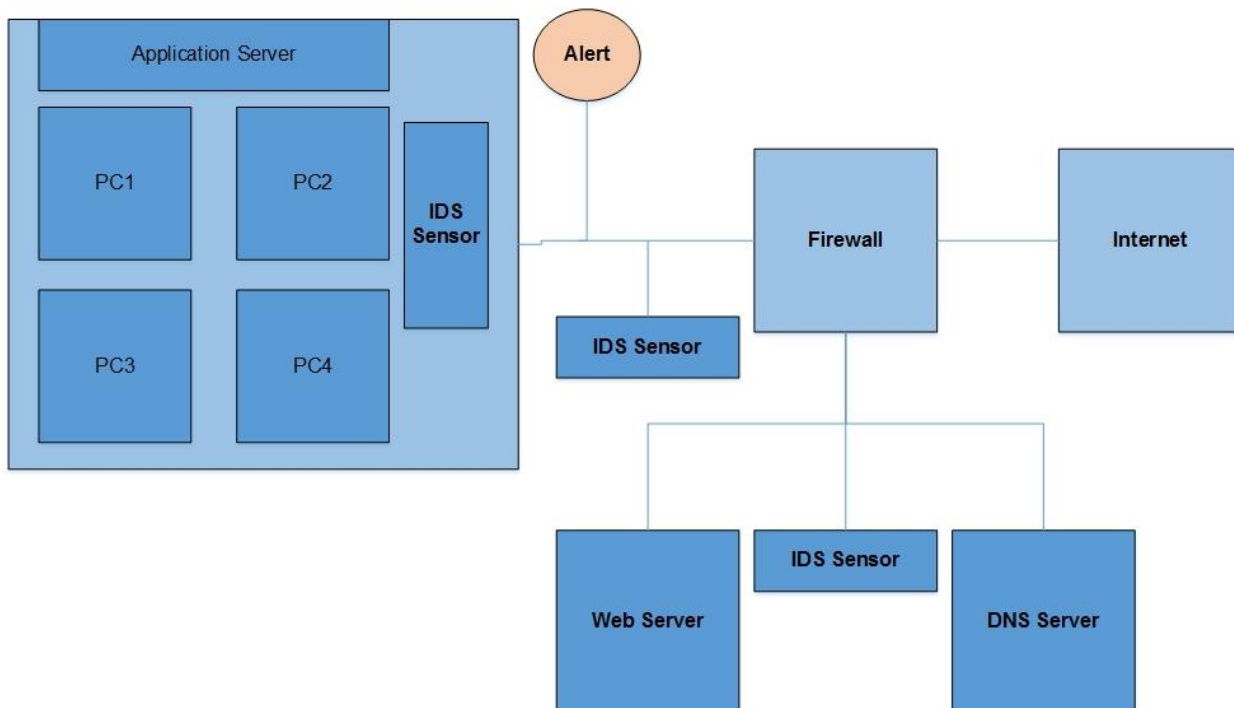 Application Server
Alert
PC1
PC2
IDS
Sensor
Firewall
Internet
PC3
PC4
IDS Sensor
Web Server
IDS Sensor
DNS Server